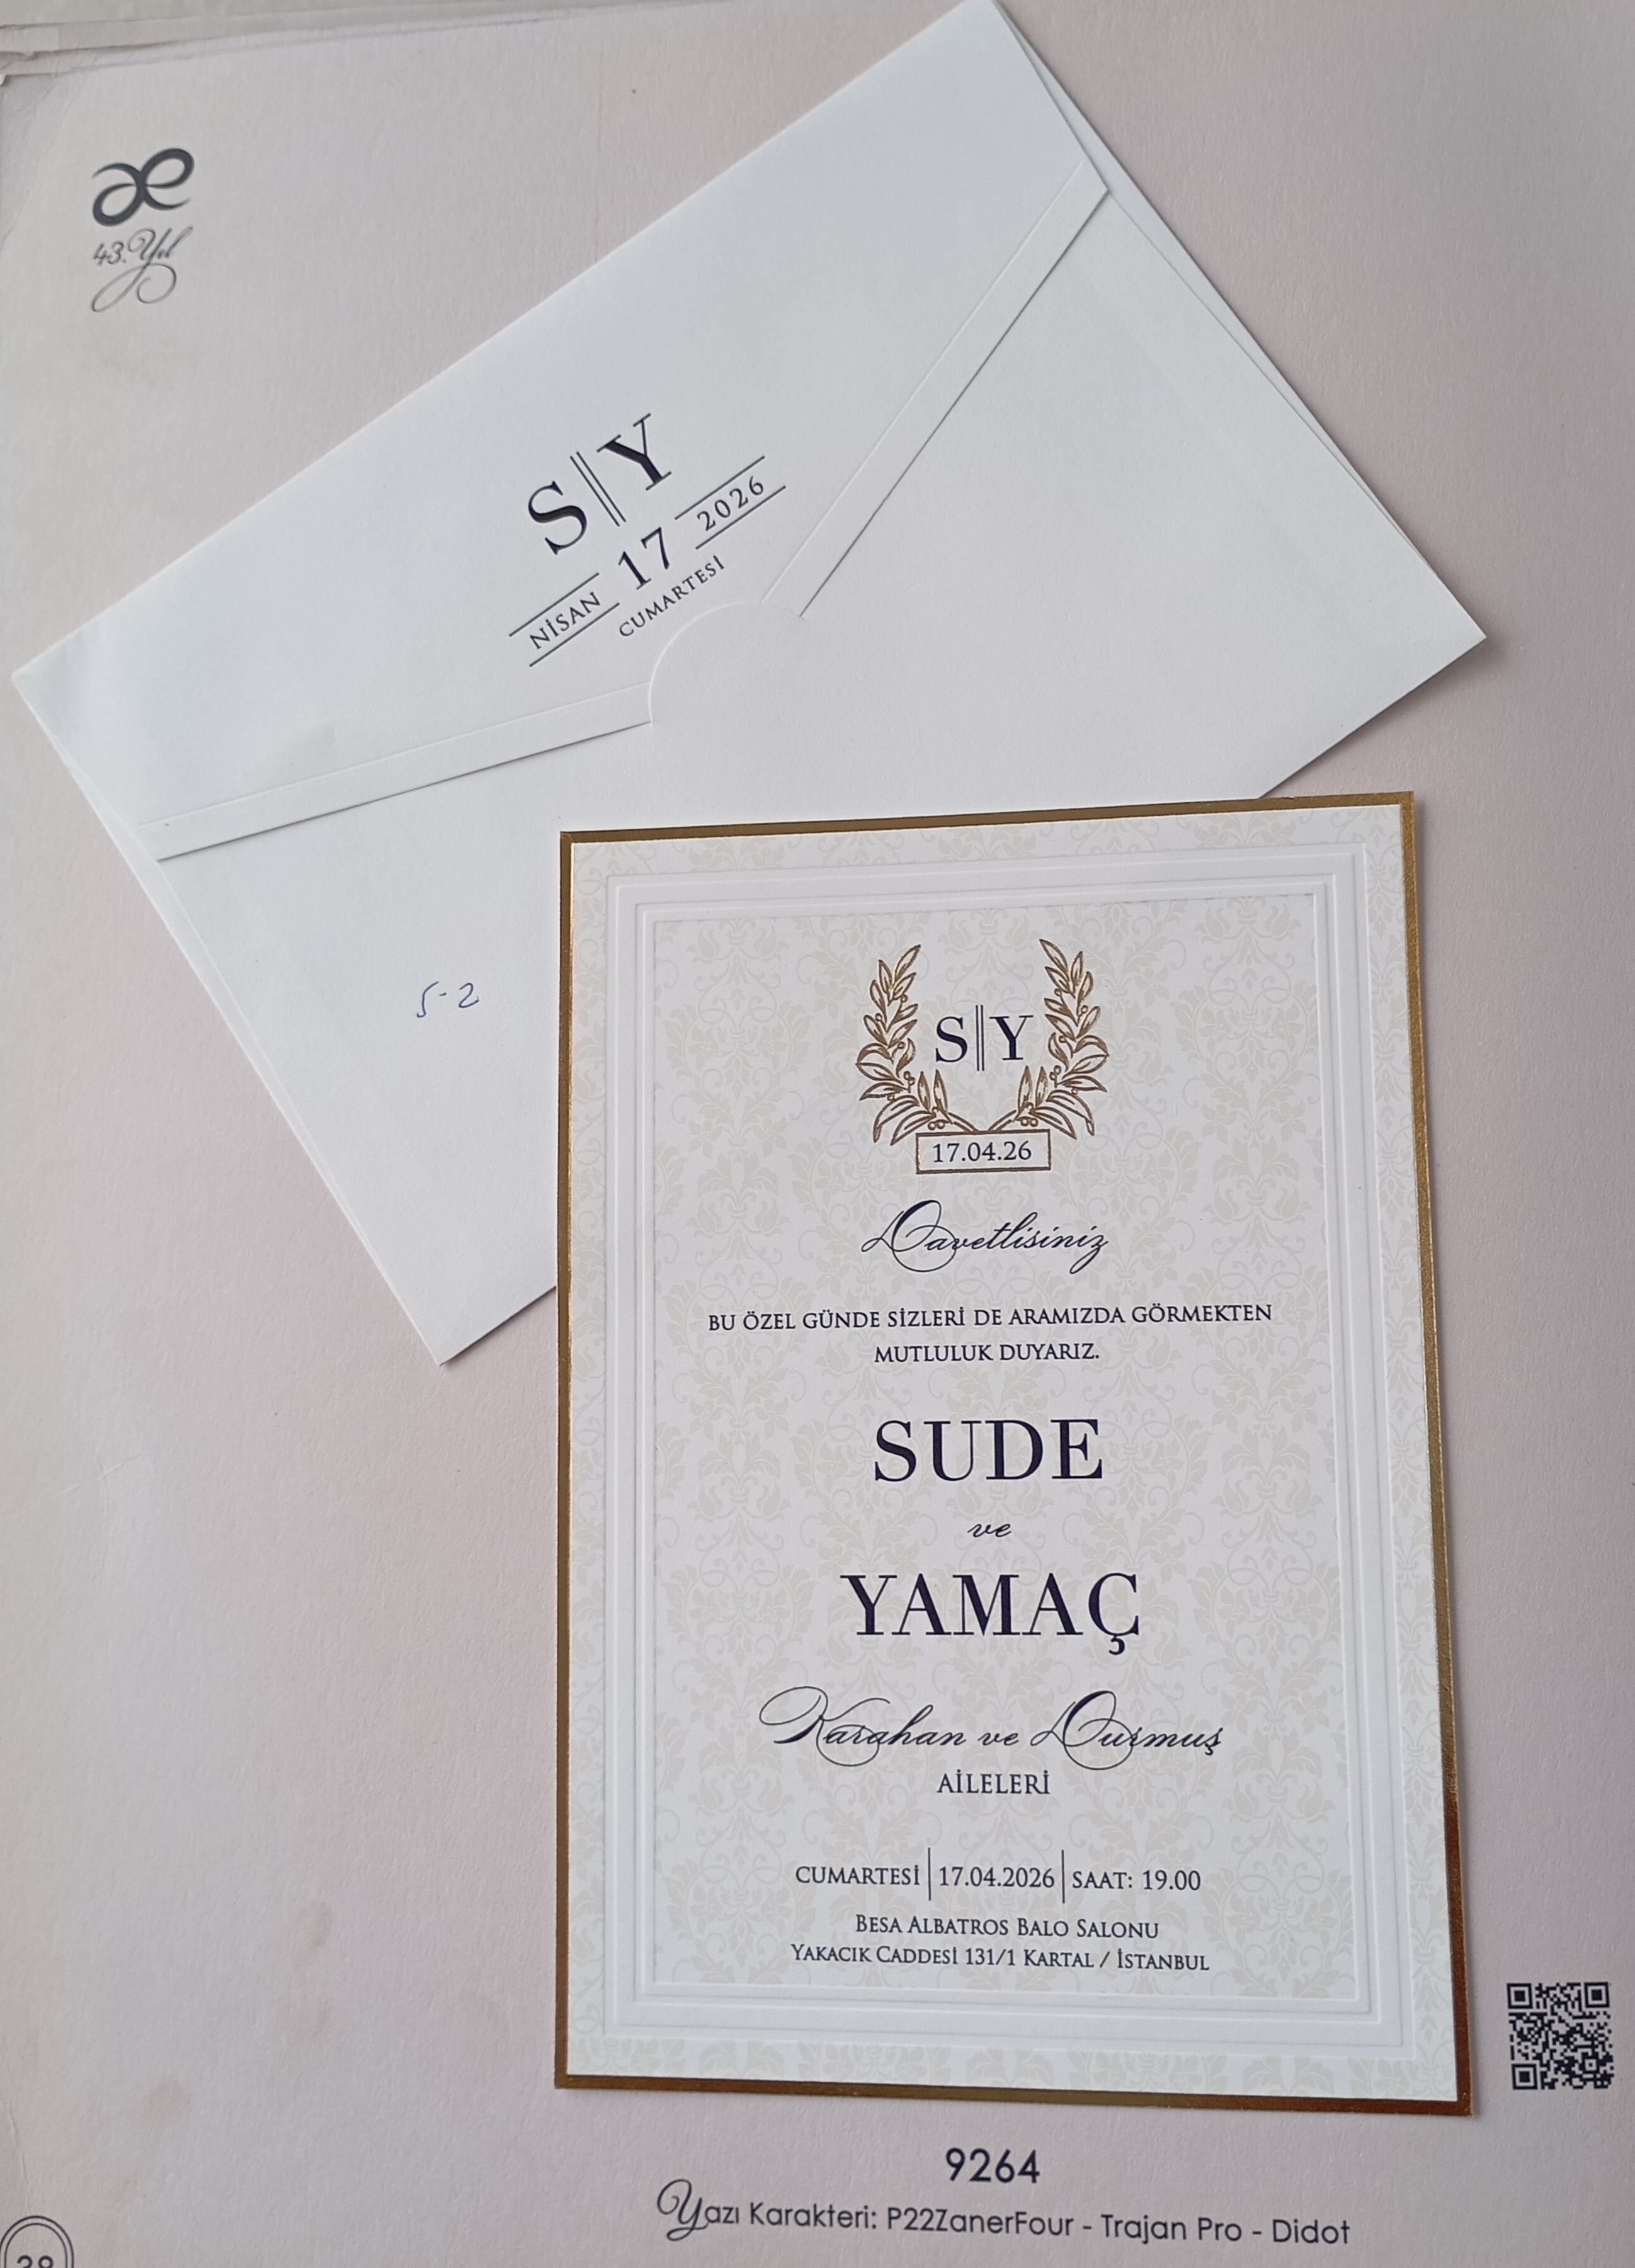 æ
43.Yıl
S Y
NİSAN 17 2026
CUMARTESİ
5-2
S Y
17.04.26
Davetlisiniz
BU ÖZEL GÜNDE SİZLERİ DE ARAMIZDA GÖRMEKTEN
MUTLULUK DUYARIZ.
SUDE
ve
YAMAÇ
Karahan ve Durmuş
AİLELERİ
CUMARTESİ 17.04.2026 SAAT: 19.00
BESA ALBATROS BALO SALONU
YAKACIK CADDESİ 131/1 KARTAL / İSTANBUL
9264
Yazı Karakteri: P22ZanerFour - Trajan Pro - Didot